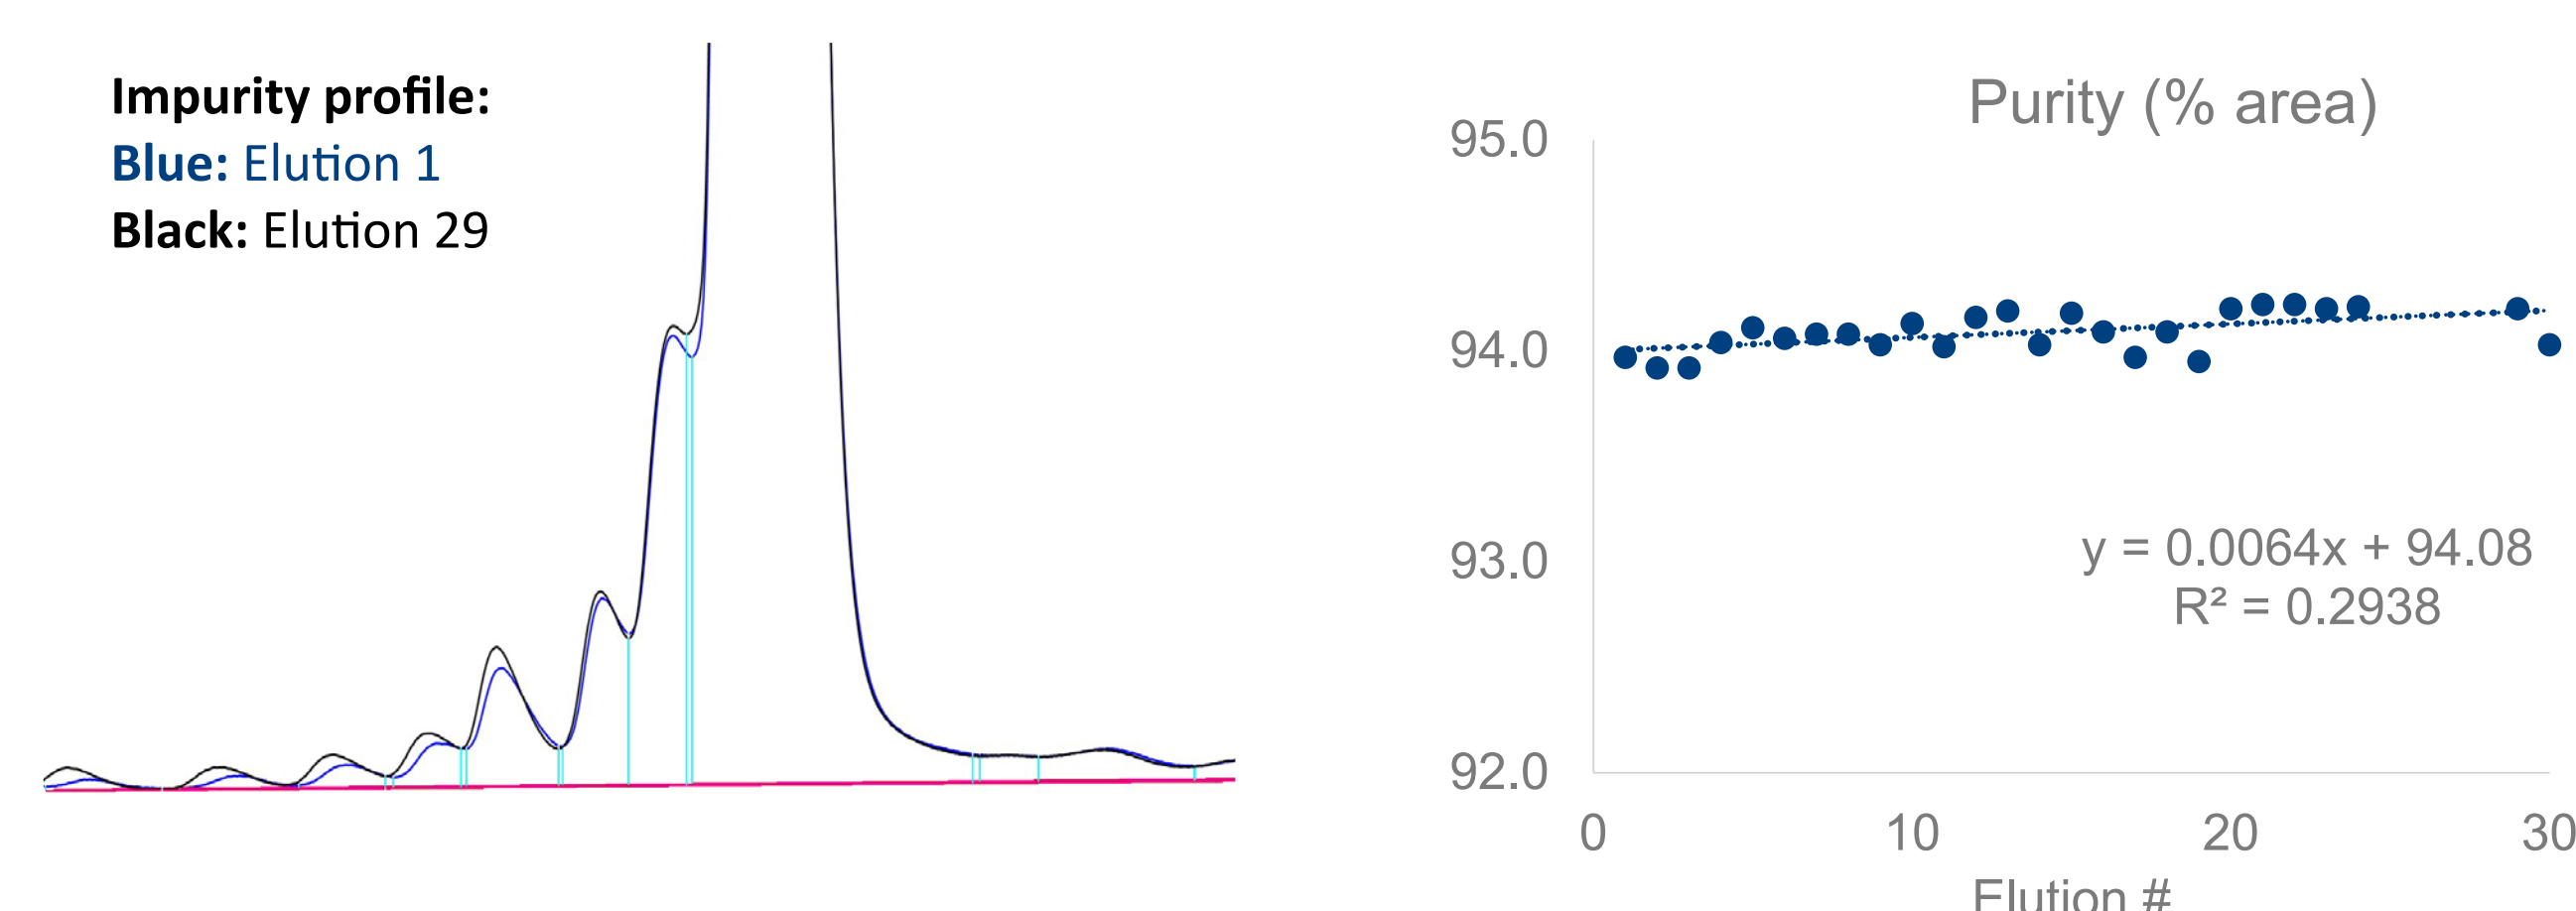 Impurity profile:
Blue: Elution 1
Black: Elution 29
Purity (% area)
95.0
94.0
93.0
92.0
y = 0.0064x + 94.08
R² = 0.2938
0 10 20 30
Elution #